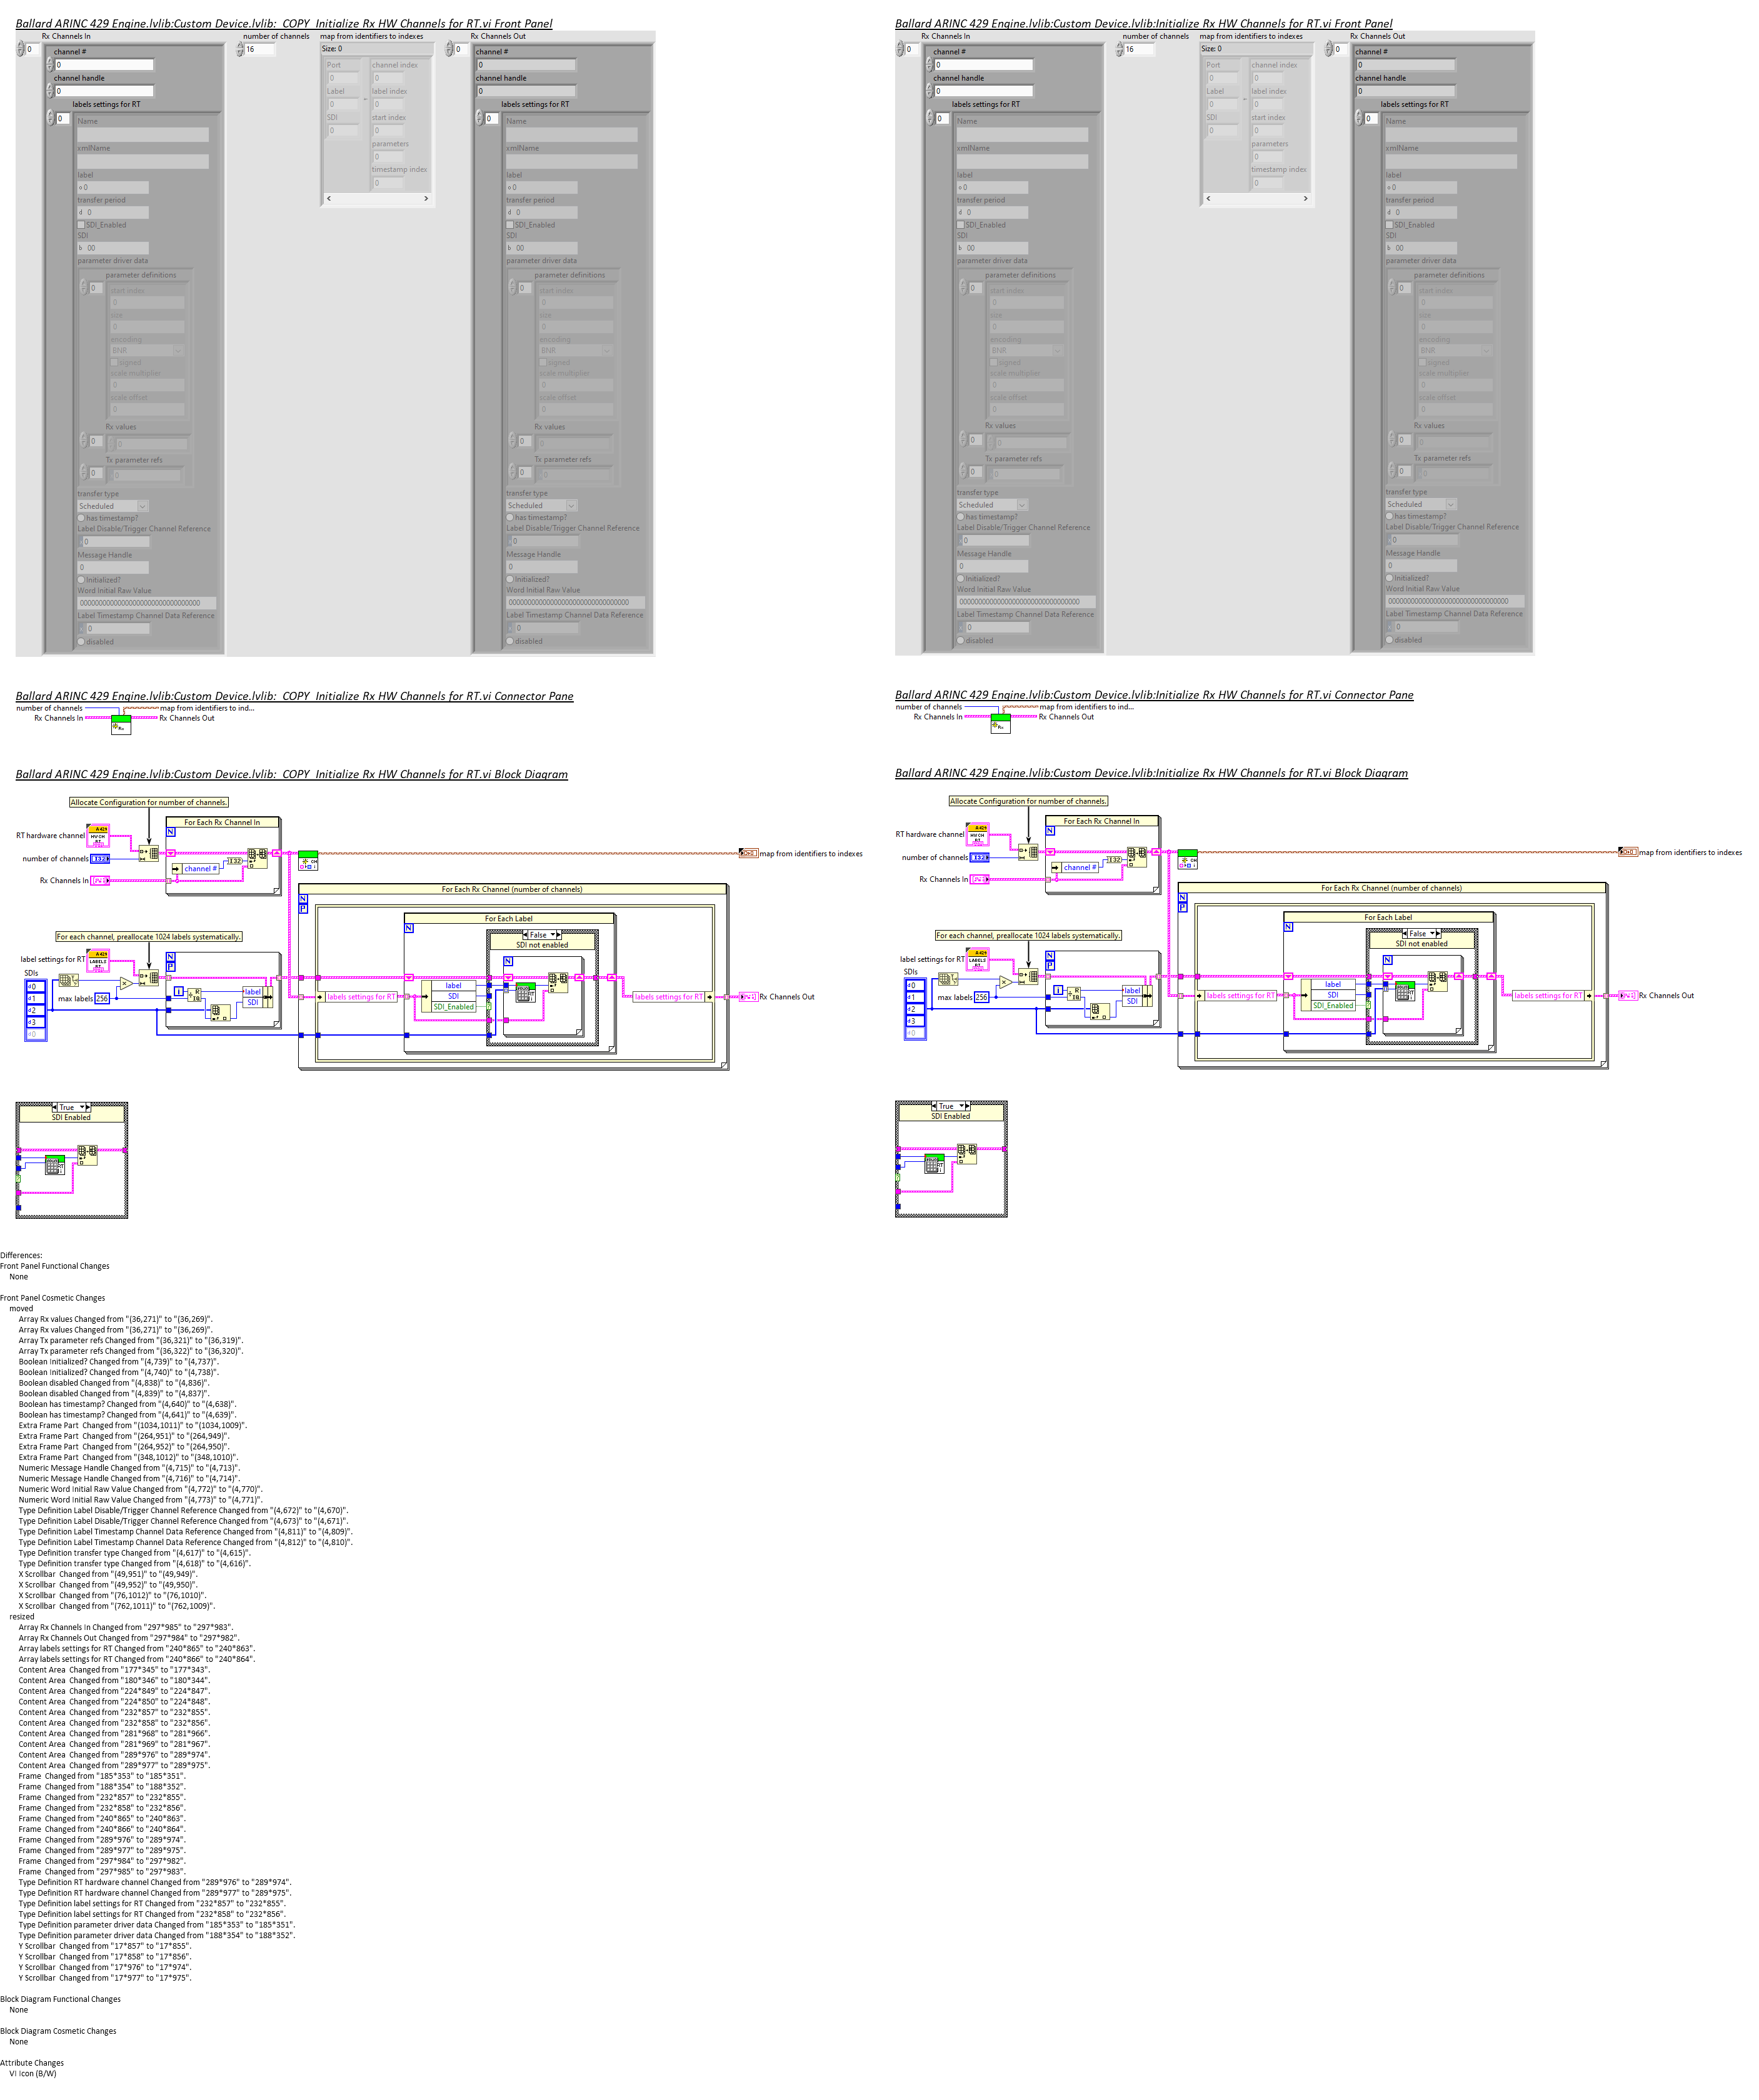 Ballard ARINC 429 Engine.lvlib:Custom Device.lvlib:_COPY_Initialize Rx HW Channels for RT.vi Front Panel
Rx Channels In
number of channels
map from identifiers to indexes
Rx Channels Out
0
16
Size: 0
0
channel #
0
channel handle
0
labels settings for RT
0
Name
xmlName
label
o 0
transfer period
d 0
SDI_Enabled
SDI
b 00
parameter driver data
parameter definitions
0
start index
0
size
0
encoding
BNR
signed
scale multiplier
0
scale offset
0
Rx values
0
0
Tx parameter refs
0
0
transfer type
Scheduled
has timestamp?
Label Disable/Trigger Channel Reference
0
Message Handle
0
Initialized?
Word Initial Raw Value
00000000000000000000000000000000
Label Timestamp Channel Data Reference
0
disabled
Port
0
Label
0
SDI
0
channel index
0
label index
0
start index
0
parameters
0
timestamp index
0
channel #
0
channel handle
0
labels settings for RT
0
Name
xmlName
label
o 0
transfer period
d 0
SDI_Enabled
SDI
b 00
parameter driver data
parameter definitions
0
start index
0
size
0
encoding
BNR
signed
scale multiplier
0
scale offset
0
Rx values
0
0
Tx parameter refs
0
0
transfer type
Scheduled
has timestamp?
Label Disable/Trigger Channel Reference
0
Message Handle
0
Initialized?
Word Initial Raw Value
00000000000000000000000000000000
Label Timestamp Channel Data Reference
0
disabled
Ballard ARINC 429 Engine.lvlib:Custom Device.lvlib:Initialize Rx HW Channels for RT.vi Front Panel
Rx Channels In
number of channels
map from identifiers to indexes
Rx Channels Out
0
16
Size: 0
0
channel #
0
channel handle
0
labels settings for RT
0
Name
xmlName
label
o 0
transfer period
d 0
SDI_Enabled
SDI
b 00
parameter driver data
parameter definitions
0
start index
0
size
0
encoding
BNR
signed
scale multiplier
0
scale offset
0
Rx values
0
0
Tx parameter refs
0
0
transfer type
Scheduled
has timestamp?
Label Disable/Trigger Channel Reference
0
Message Handle
0
Initialized?
Word Initial Raw Value
00000000000000000000000000000000
Label Timestamp Channel Data Reference
0
disabled
Port
0
Label
0
SDI
0
channel index
0
label index
0
start index
0
parameters
0
timestamp index
0
channel #
0
channel handle
0
labels settings for RT
0
Name
xmlName
label
o 0
transfer period
d 0
SDI_Enabled
SDI
b 00
parameter driver data
parameter definitions
0
start index
0
size
0
encoding
BNR
signed
scale multiplier
0
scale offset
0
Rx values
0
0
Tx parameter refs
0
0
transfer type
Scheduled
has timestamp?
Label Disable/Trigger Channel Reference
0
Message Handle
0
Initialized?
Word Initial Raw Value
00000000000000000000000000000000
Label Timestamp Channel Data Reference
0
disabled
Ballard ARINC 429 Engine.lvlib:Custom Device.lvlib:_COPY_Initialize Rx HW Channels for RT.vi Connector Pane
number of channels
map from identifiers to ind...
Rx Channels In
Rx Channels Out
Rx
Ballard ARINC 429 Engine.lvlib:Custom Device.lvlib:Initialize Rx HW Channels for RT.vi Connector Pane
number of channels
map from identifiers to ind...
Rx Channels In
Rx Channels Out
Rx
Ballard ARINC 429 Engine.lvlib:Custom Device.lvlib:_COPY_Initialize Rx HW Channels for RT.vi Block Diagram
Allocate Configuration for number of channels.
For Each Rx Channel In
N
RT hardware channel
A 429
HW CH
number of channels
I32
channel #
I32
Rx Channels In
map from identifiers to indexes
For Each Rx Channel (number of channels)
N
P
For Each Label
N
False
SDI not enabled
N
For each channel, preallocate 1024 labels systematically.
label settings for RT
A 429
LABELS
N
P
SDIs
d 0
d 1
d 2
d 3
d 0
max labels
256
i
label
SDI
labels settings for RT
label
SDI
SDI_Enabled
labels settings for RT
Rx Channels Out
True
SDI Enabled
Ballard ARINC 429 Engine.lvlib:Custom Device.lvlib:Initialize Rx HW Channels for RT.vi Block Diagram
Allocate Configuration for number of channels.
For Each Rx Channel In
N
RT hardware channel
A 429
HW CH
number of channels
I32
channel #
I32
Rx Channels In
map from identifiers to indexes
For Each Rx Channel (number of channels)
N
P
For Each Label
N
False
SDI not enabled
N
For each channel, preallocate 1024 labels systematically.
label settings for RT
A 429
LABELS
N
P
SDIs
d 0
d 1
d 2
d 3
d 0
max labels
256
i
label
SDI
labels settings for RT
label
SDI
SDI_Enabled
labels settings for RT
Rx Channels Out
True
SDI Enabled
Differences:
Front Panel Functional Changes
None
Front Panel Cosmetic Changes
moved
Array Rx values Changed from "(36,271)" to "(36,269)".
Array Rx values Changed from "(36,271)" to "(36,269)".
Array Tx parameter refs Changed from "(36,321)" to "(36,319)".
Array Tx parameter refs Changed from "(36,322)" to "(36,320)".
Boolean Initialized? Changed from "(4,739)" to "(4,737)".
Boolean Initialized? Changed from "(4,740)" to "(4,738)".
Boolean disabled Changed from "(4,838)" to "(4,836)".
Boolean disabled Changed from "(4,839)" to "(4,837)".
Boolean has timestamp? Changed from "(4,640)" to "(4,638)".
Boolean has timestamp? Changed from "(4,641)" to "(4,639)".
Extra Frame Part  Changed from "(1034,1011)" to "(1034,1009)".
Extra Frame Part  Changed from "(264,951)" to "(264,949)".
Extra Frame Part  Changed from "(264,952)" to "(264,950)".
Extra Frame Part  Changed from "(348,1012)" to "(348,1010)".
Numeric Message Handle Changed from "(4,715)" to "(4,713)".
Numeric Message Handle Changed from "(4,716)" to "(4,714)".
Numeric Word Initial Raw Value Changed from "(4,772)" to "(4,770)".
Numeric Word Initial Raw Value Changed from "(4,773)" to "(4,771)".
Type Definition Label Disable/Trigger Channel Reference Changed from "(4,672)" to "(4,670)".
Type Definition Label Disable/Trigger Channel Reference Changed from "(4,673)" to "(4,671)".
Type Definition Label Timestamp Channel Data Reference Changed from "(4,811)" to "(4,809)".
Type Definition Label Timestamp Channel Data Reference Changed from "(4,812)" to "(4,810)".
Type Definition transfer type Changed from "(4,617)" to "(4,615)".
Type Definition transfer type Changed from "(4,618)" to "(4,616)".
X Scrollbar  Changed from "(49,951)" to "(49,949)".
X Scrollbar  Changed from "(49,952)" to "(49,950)".
X Scrollbar  Changed from "(76,1012)" to "(76,1010)".
X Scrollbar  Changed from "(762,1011)" to "(762,1009)".
resized
Array Rx Channels In Changed from "297*985" to "297*983".
Array Rx Channels Out Changed from "297*984" to "297*982".
Array labels settings for RT Changed from "240*865" to "240*863".
Array labels settings for RT Changed from "240*866" to "240*864".
Content Area  Changed from "177*345" to "177*343".
Content Area  Changed from "180*346" to "180*344".
Content Area  Changed from "224*849" to "224*847".
Content Area  Changed from "224*850" to "224*848".
Content Area  Changed from "232*857" to "232*855".
Content Area  Changed from "232*858" to "232*856".
Content Area  Changed from "281*968" to "281*966".
Content Area  Changed from "281*969" to "281*967".
Content Area  Changed from "289*976" to "289*974".
Content Area  Changed from "289*977" to "289*975".
Frame  Changed from "185*353" to "185*351".
Frame  Changed from "188*354" to "188*352".
Frame  Changed from "232*857" to "232*855".
Frame  Changed from "232*858" to "232*856".
Frame  Changed from "240*865" to "240*863".
Frame  Changed from "240*866" to "240*864".
Frame  Changed from "289*976" to "289*974".
Frame  Changed from "289*977" to "289*975".
Frame  Changed from "297*984" to "297*982".
Frame  Changed from "297*985" to "297*983".
Type Definition RT hardware channel Changed from "289*976" to "289*974".
Type Definition RT hardware channel Changed from "289*977" to "289*975".
Type Definition label settings for RT Changed from "232*857" to "232*855".
Type Definition label settings for RT Changed from "232*858" to "232*856".
Type Definition parameter driver data Changed from "185*353" to "185*351".
Type Definition parameter driver data Changed from "188*354" to "188*352".
Y Scrollbar  Changed from "17*857" to "17*855".
Y Scrollbar  Changed from "17*858" to "17*856".
Y Scrollbar  Changed from "17*976" to "17*974".
Y Scrollbar  Changed from "17*977" to "17*975".
Block Diagram Functional Changes
None
Block Diagram Cosmetic Changes
None
Attribute Changes
VI Icon (B/W)